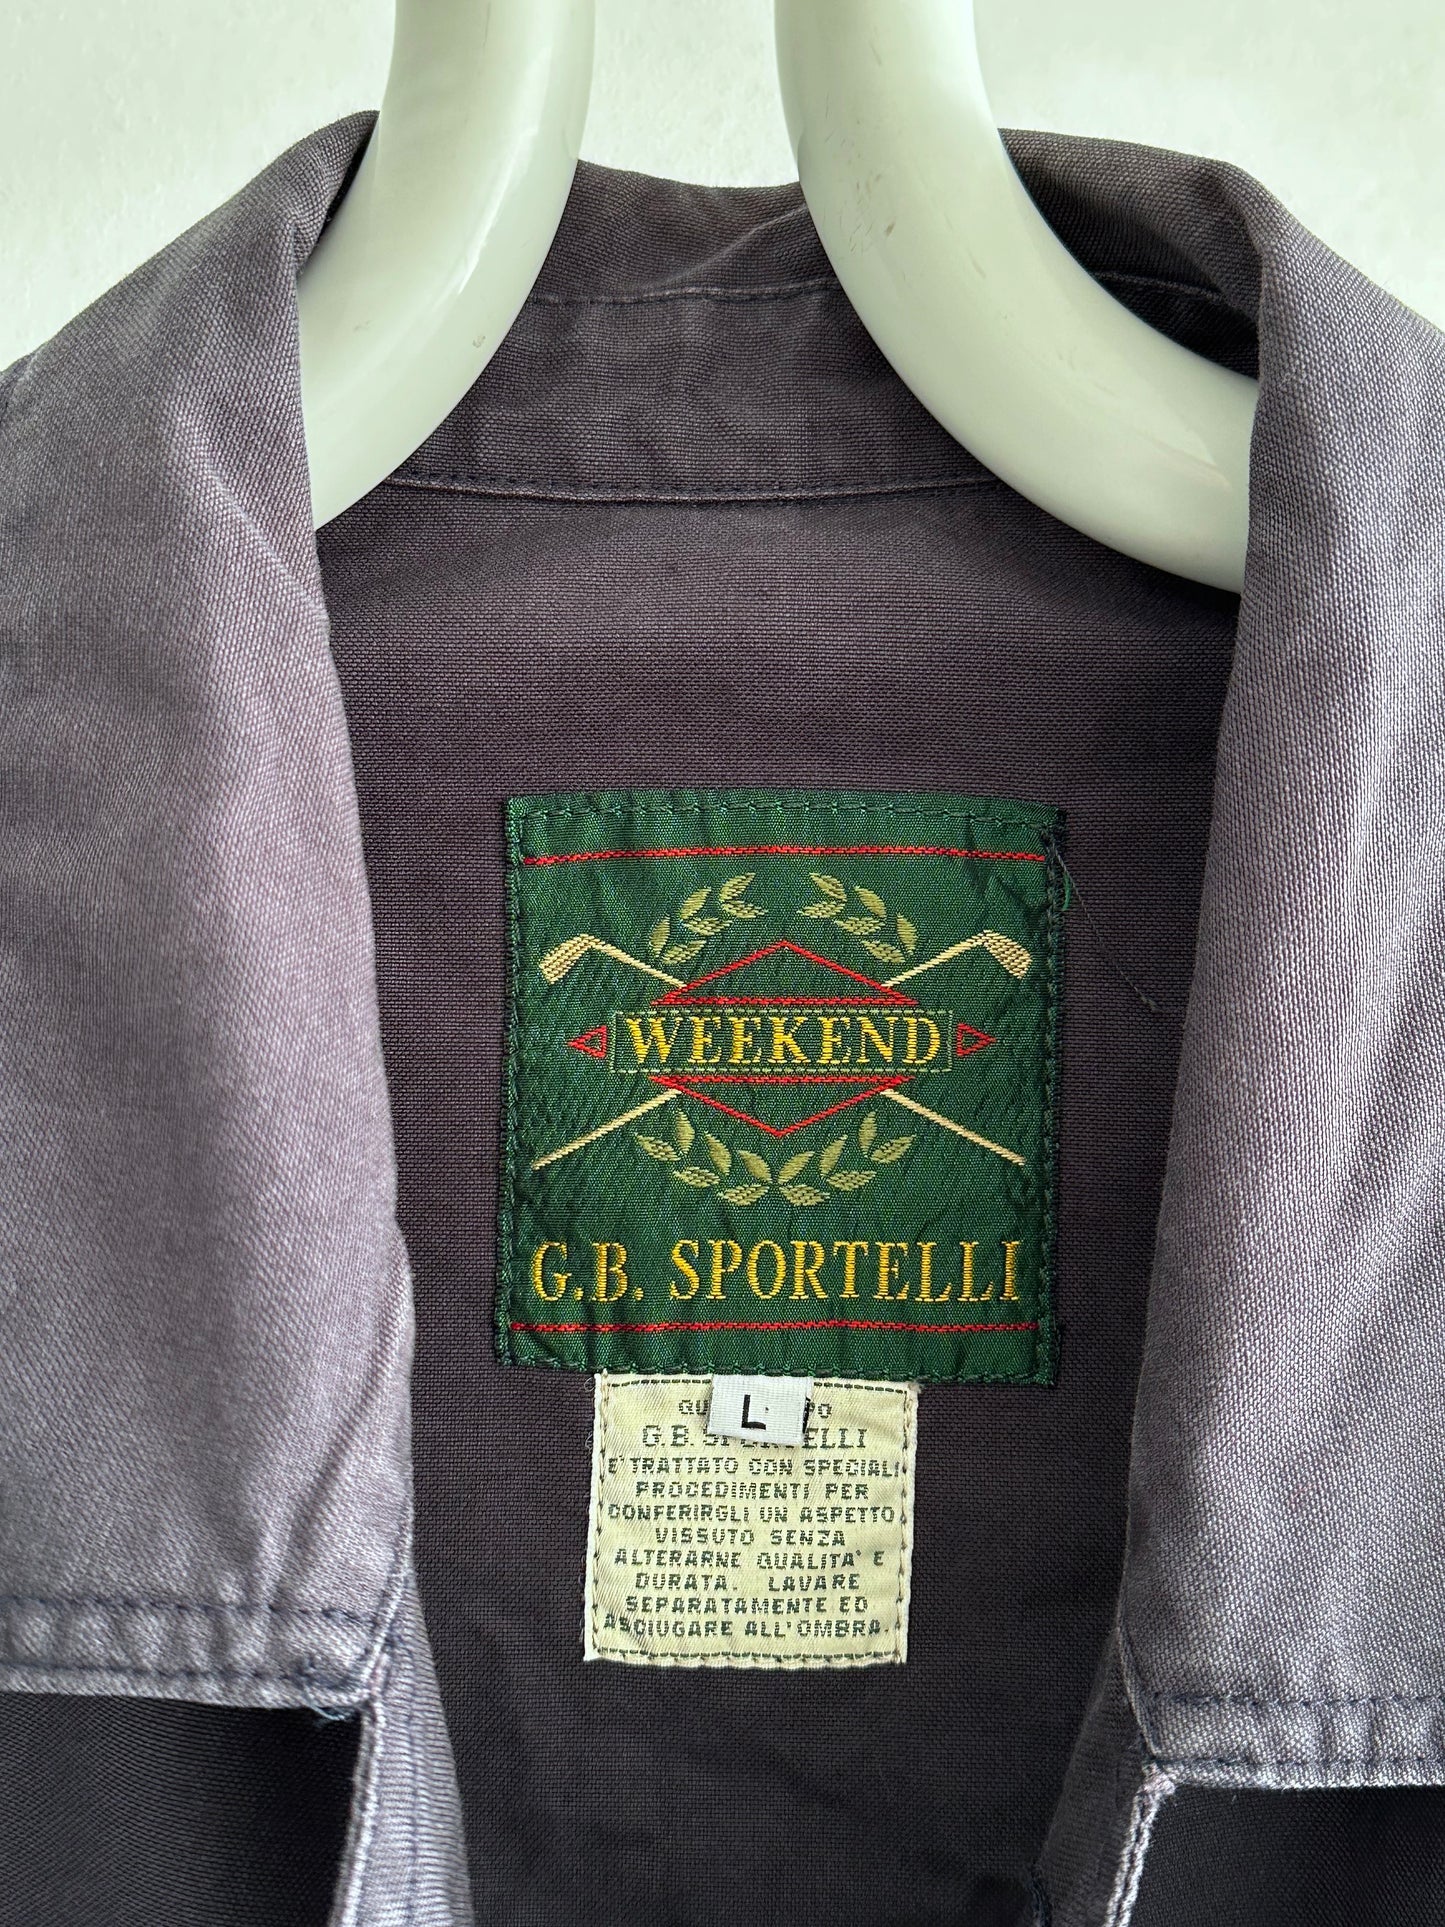 WEEKEND
G.B. SPORTELLI
L
G.B.
E' TRATTATO CON SPECIALI
PROCEDIMENTI PER
CONFERIRGLI UN ASPETTO
VISSUTO SENZA
ALTERARNE QUALITA' E
DURATA. LAVARE
SEPARATAMENTE ED
ASCIUGARE ALL'OMBRA.